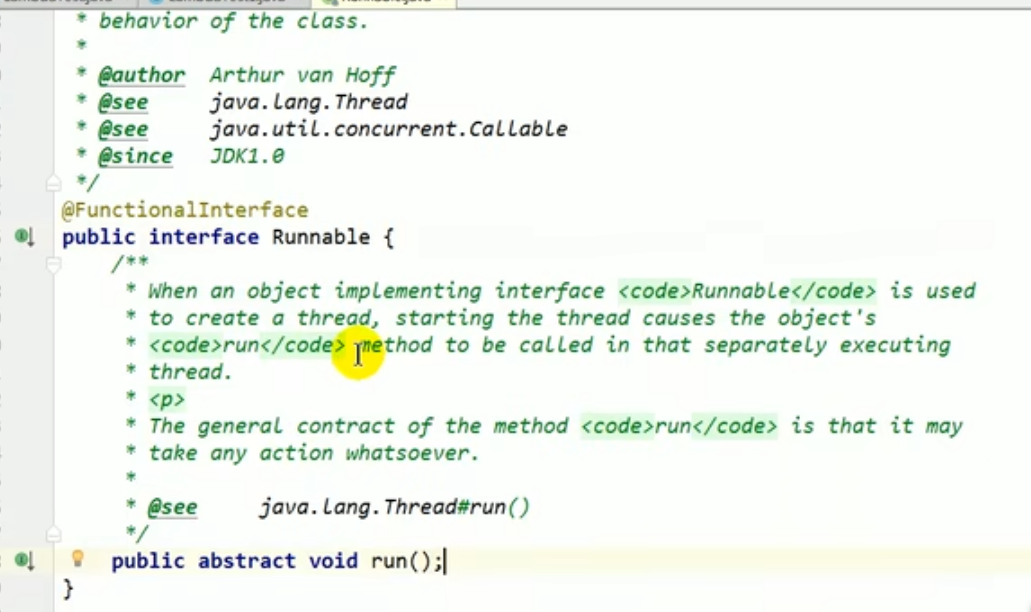 * behavior of the class.
*
* @author Arthur van Hoff
* @see java.lang.Thread
* @see java.util.concurrent.Callable
* @since JDK1.0
*/
@FunctionalInterface
public interface Runnable {
/**
* When an object implementing interface <code>Runnable</code> is used
* to create a thread, starting the thread causes the object's
* <code>run</code> method to be called in that separately executing
* thread.
* <p>
* The general contract of the method <code>run</code> is that it may
* take any action whatsoever.
*
* @see java.lang.Thread#run()
*/
public abstract void run();
}